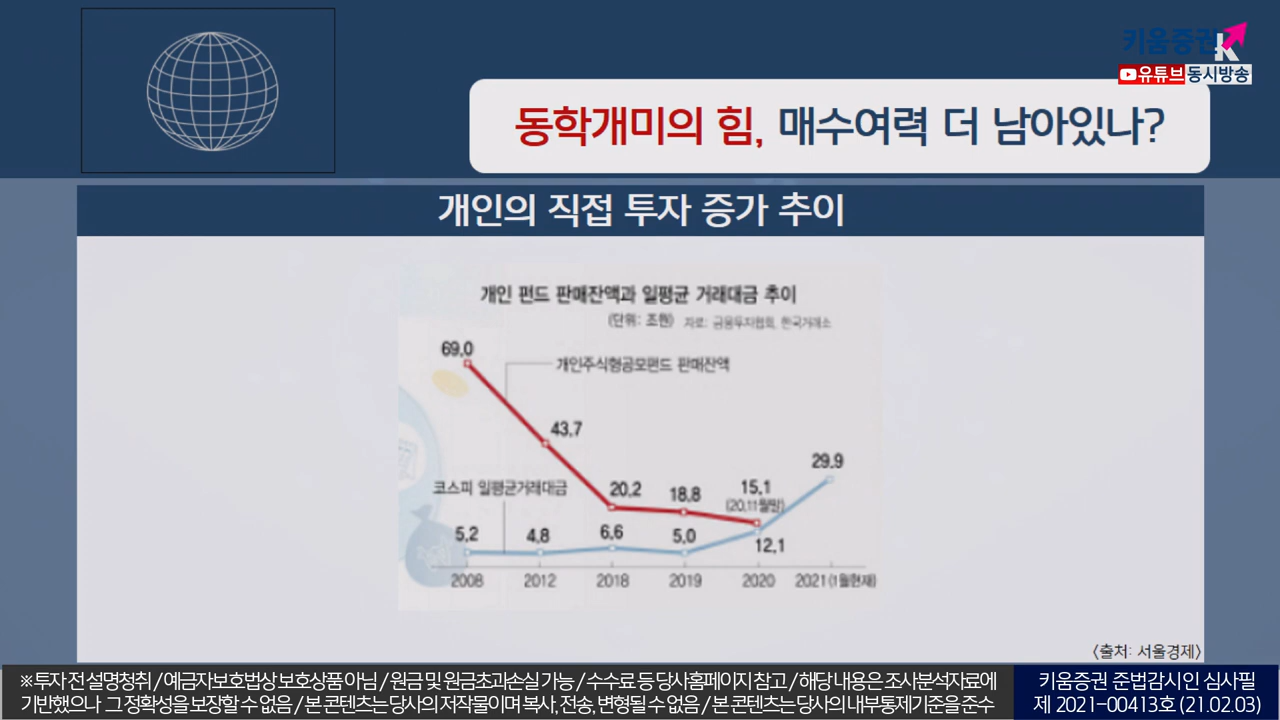 키움증권
유튜브동시방송
동학개미의 힘, 매수여력 더 남아있나?
개인의 직접 투자 증가 추이
개인 펀드 판매잔액과 일평균 거래대금 추이
(단위: 조원) 자료: 금융투자협회, 한국거래소
69.0
개인주식형공모펀드 판매잔액
43.7
29.9
코스피 일평균거래대금
20.2 18.8 15.1
(20.11월말)
5.2 4.8 6.6 5.0 12.1
2008 2012 2018 2019 2020 2021(1월현재)
<출처: 서울경제>
※ 투자 전 설명청취 / 예금자보호법상 보호상품 아님 / 원금 및 원금초과손실 가능 / 수수료 등 당사홈페이지 참고 / 해당 내용은 조사분석자료에
기반했으나 그 정확성을 보장할 수 없음 / 본 콘텐츠는 당사의 저작물이며 복사, 전송, 변형될 수 없음 / 본 콘텐츠는 당사의 내부통제기준을 준수
키움증권 준법감시인 심사필
제 2021-00413호 (21.02.03)